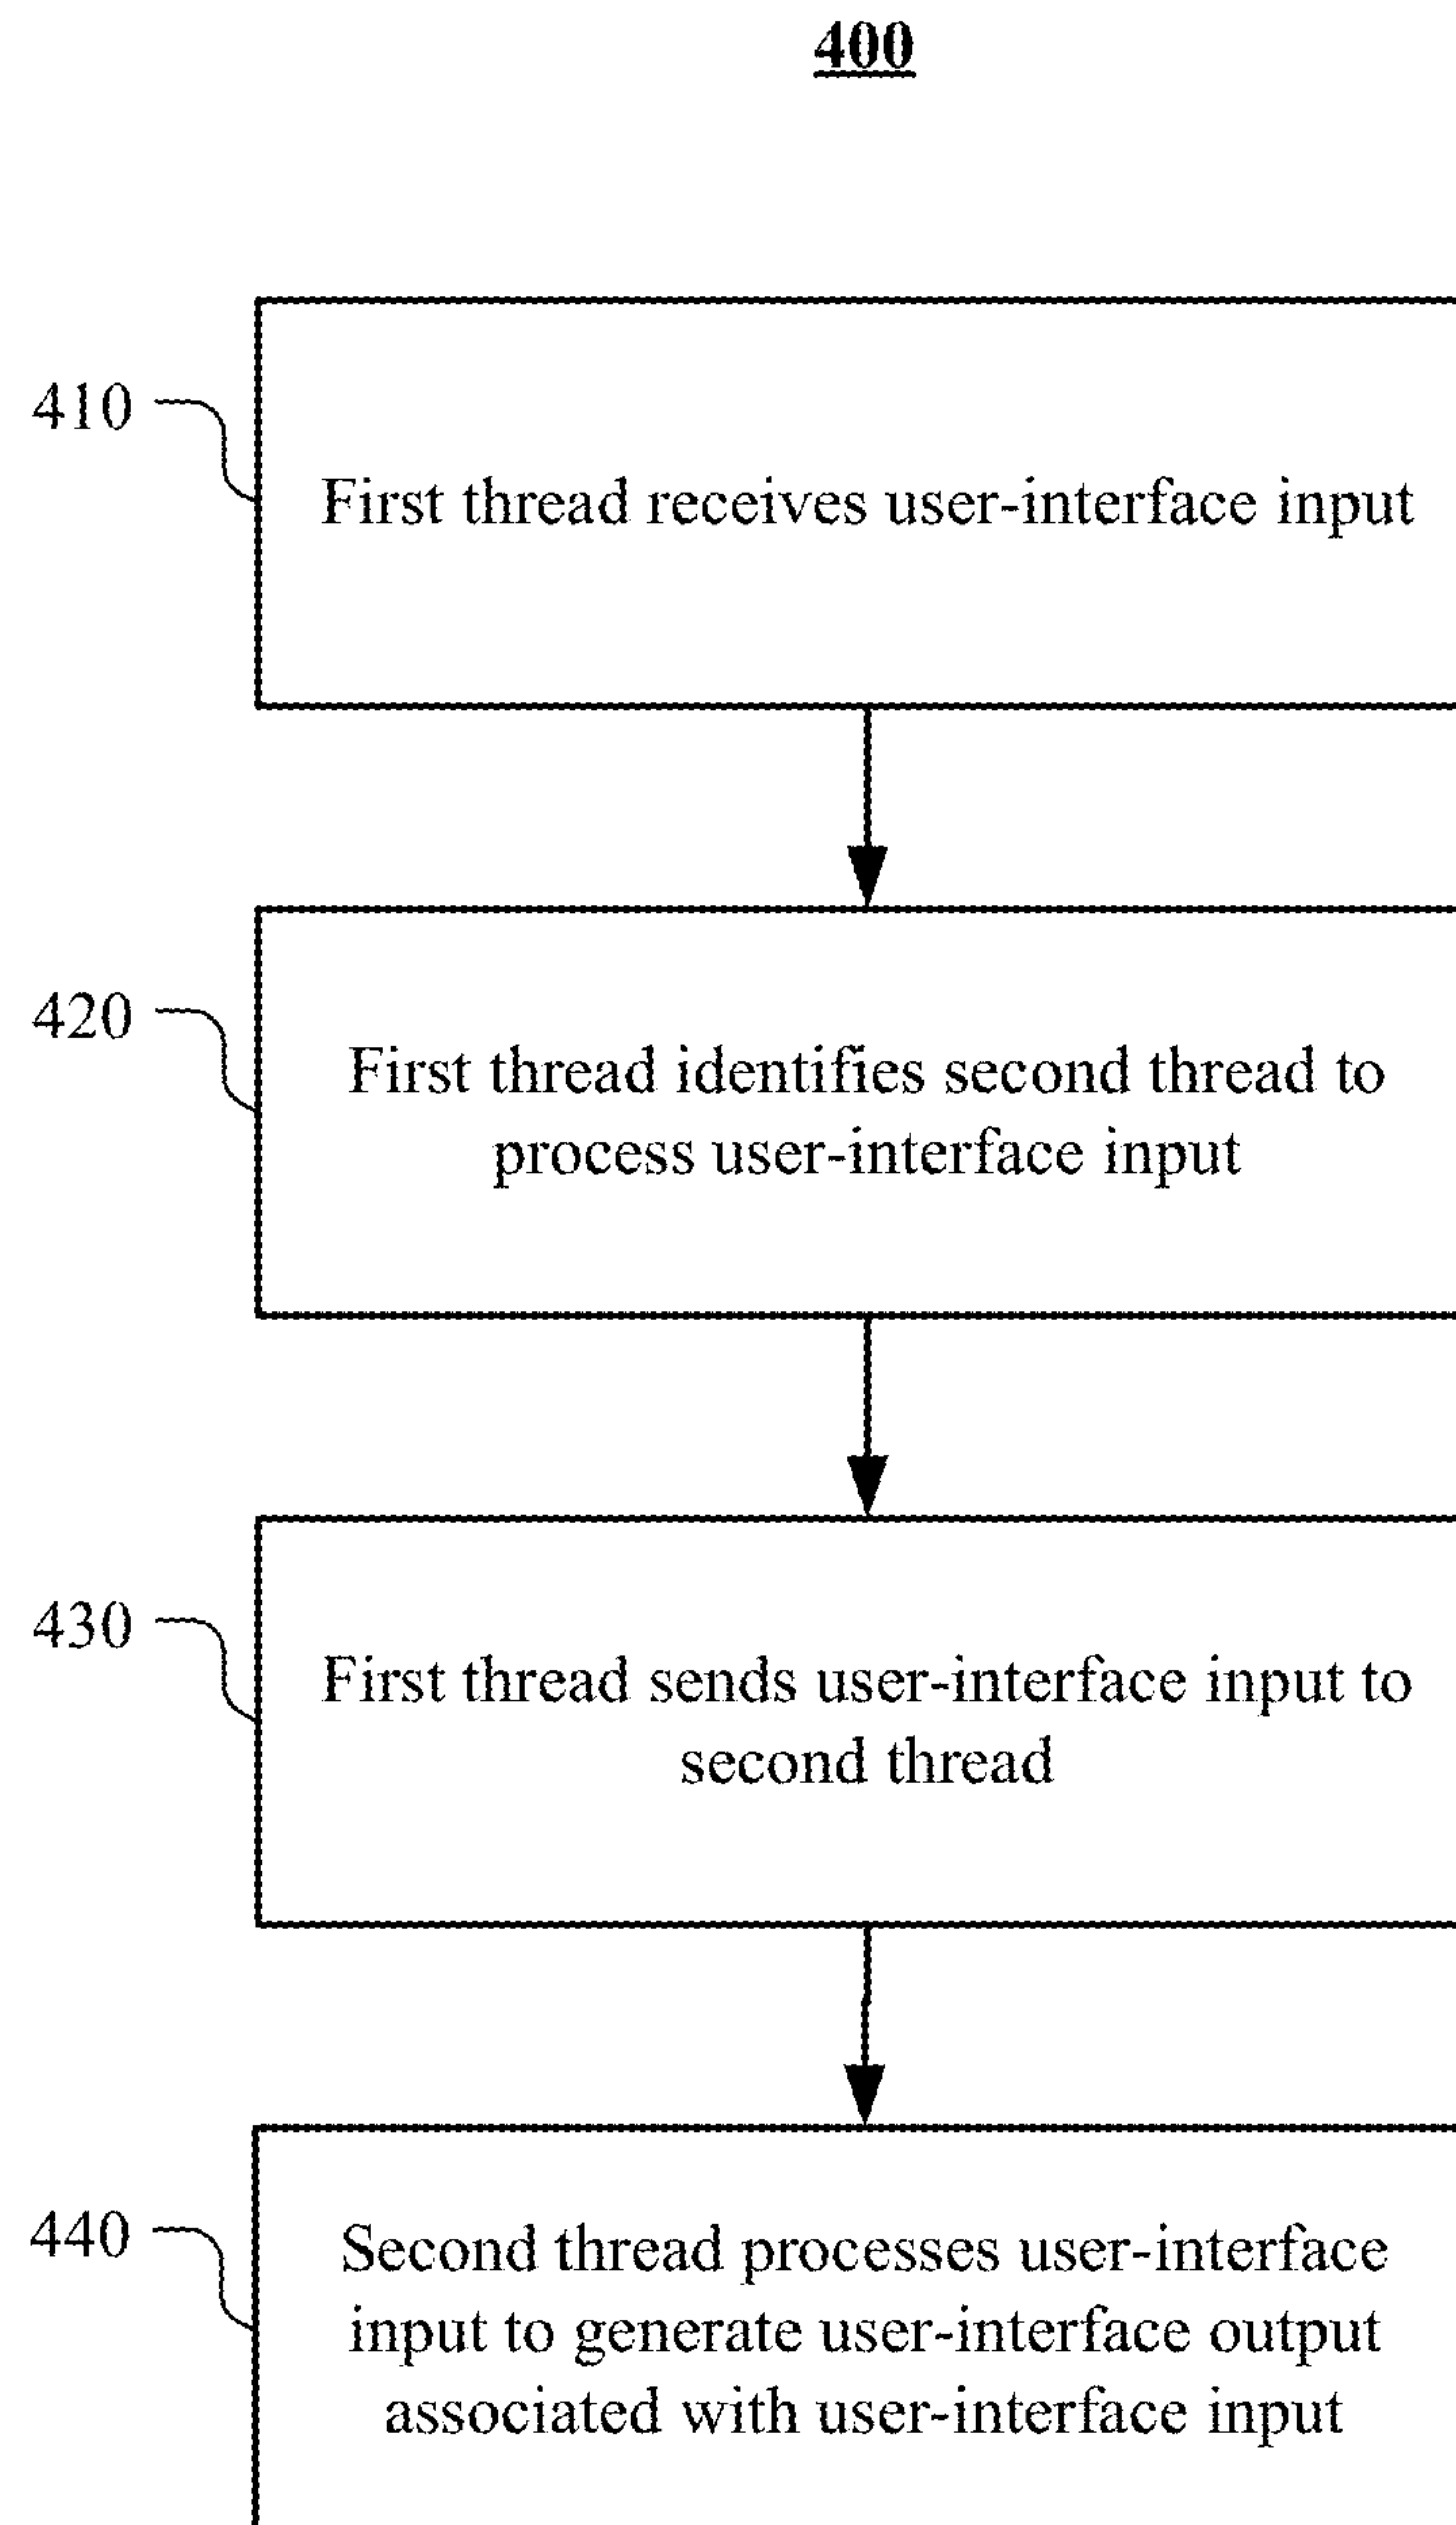 400
410
First thread receives user-interface input
420
First thread identifies second thread to
process user-interface input
430
First thread sends user-interface input to
second thread
440
Second thread processes user-interface
input to generate user-interface output
associated with user-interface input